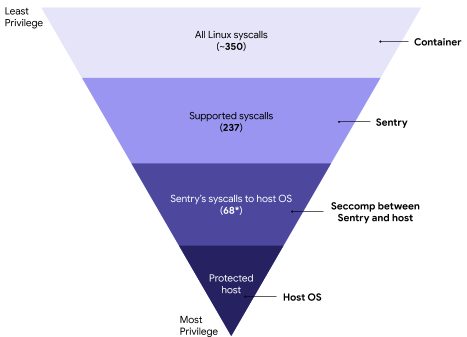 Least
Privilege
All Linux syscalls
(~350)
Container
Supported syscalls
(237)
Sentry
Sentry's syscalls to host OS
(68*)
Seccomp between
Sentry and host
Protected
host
Host OS
Most
Privilege